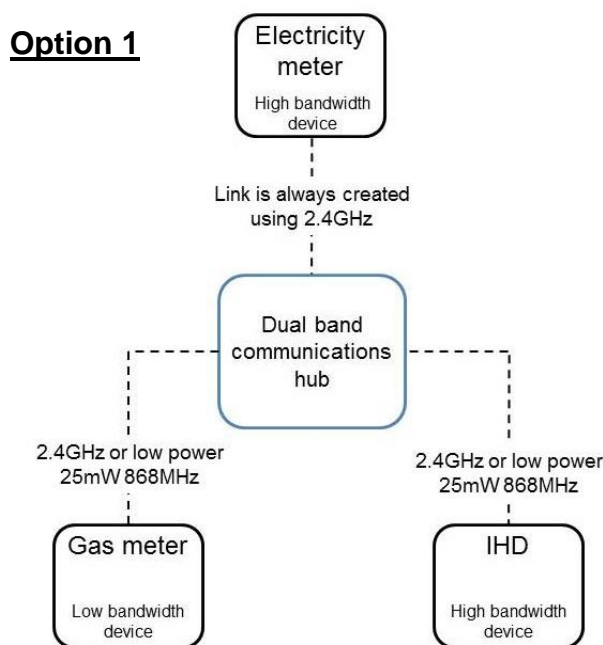 Option 1
Electricity
meter
High bandwidth
device
Link is always created
using 2.4GHz
Dual band
communications
hub
2.4GHz or low power
25mW 868MHz
2.4GHz or low power
25mW 868MHz
Gas meter
Low bandwidth
device
IHD
High bandwidth
device